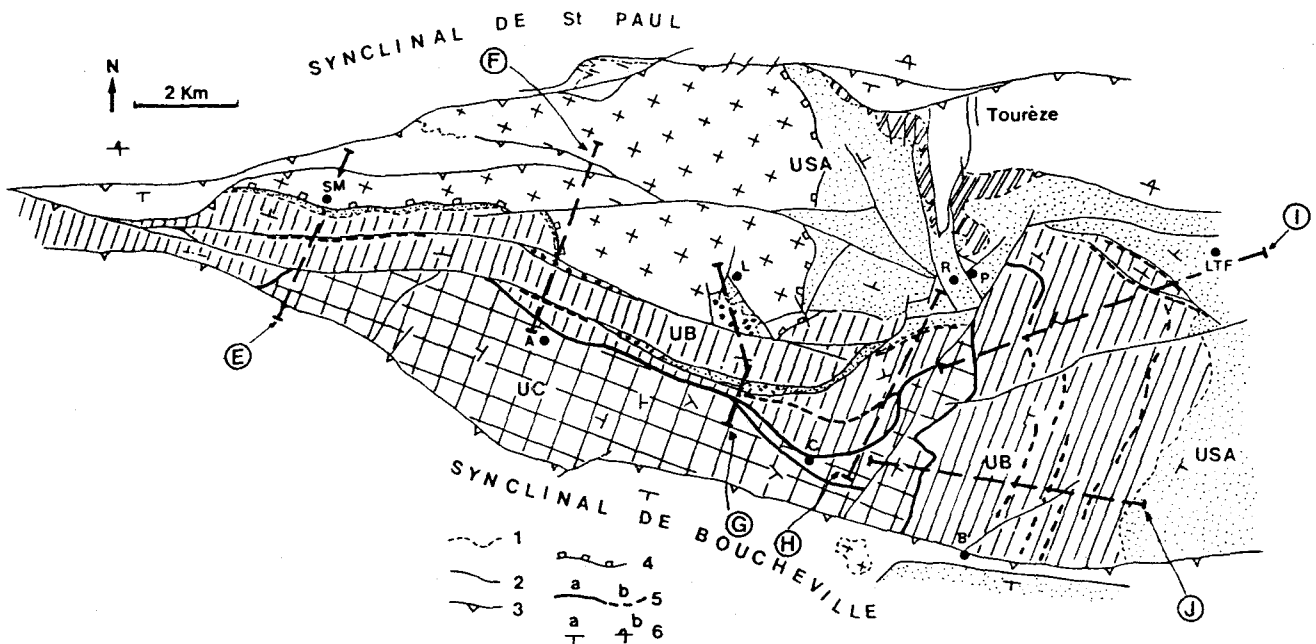 SYNCLINAL DE St PAUL
F
N
2 Km
Tourèze
USA
SM
I
L
LTF
R
P
UB
E
A
UC
C
UB
USA
SYNCLINAL DE BOUCHEVILLE
G
H
B
J
1
4
2
a b
5
3
a b
6